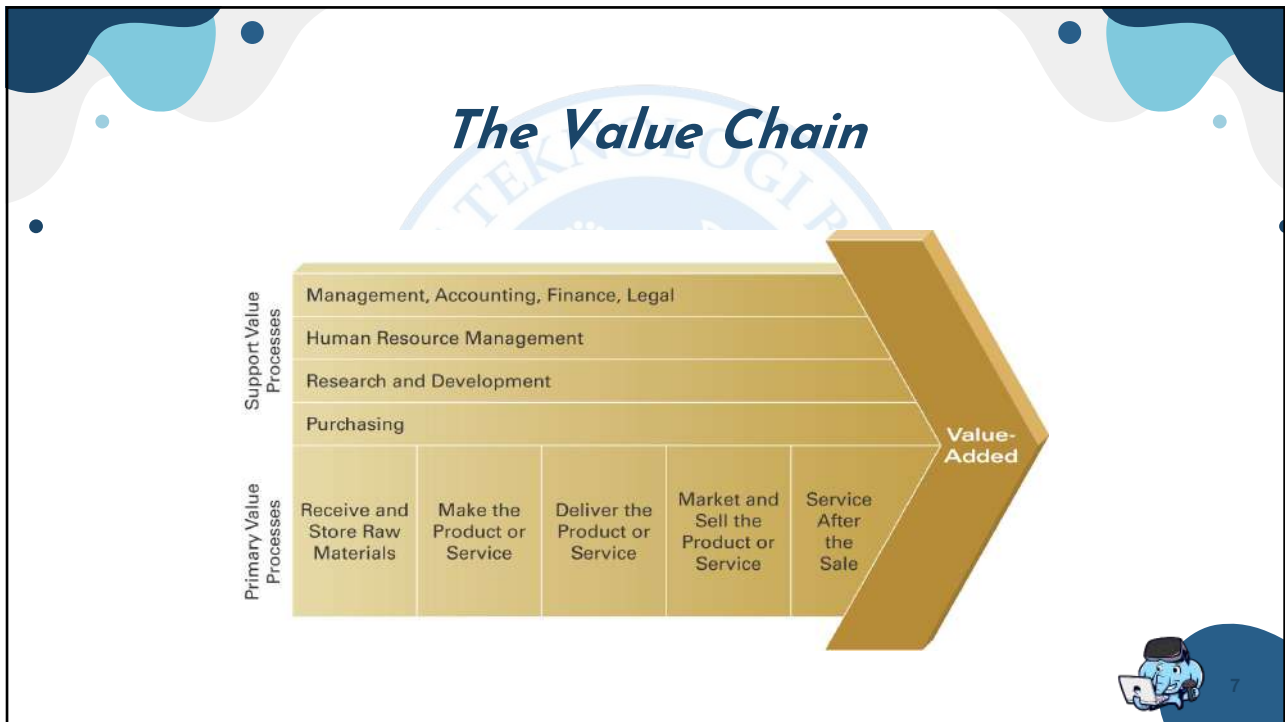 The Value Chain
TEKNOLOGI B
Support Value
Processes
Management, Accounting, Finance, Legal
Human Resource Management
Research and Development
Purchasing
Primary Value
Processes
Receive and
Store Raw
Materials
Make the
Product or
Service
Deliver the
Product or
Service
Market and
Sell the
Product or
Service
Service
After
the
Sale
Value-
Added
7